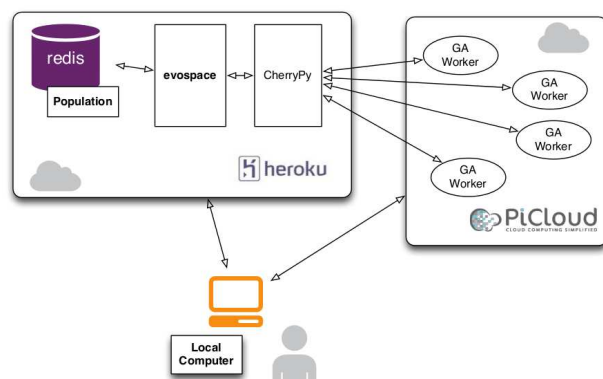 redis
Population
evospace
CherryPy
heroku
GA
Worker
GA
Worker
GA
Worker
GA
Worker
PiCloud
CLOUD COMPUTING SIMPLIFIED
Local
Computer